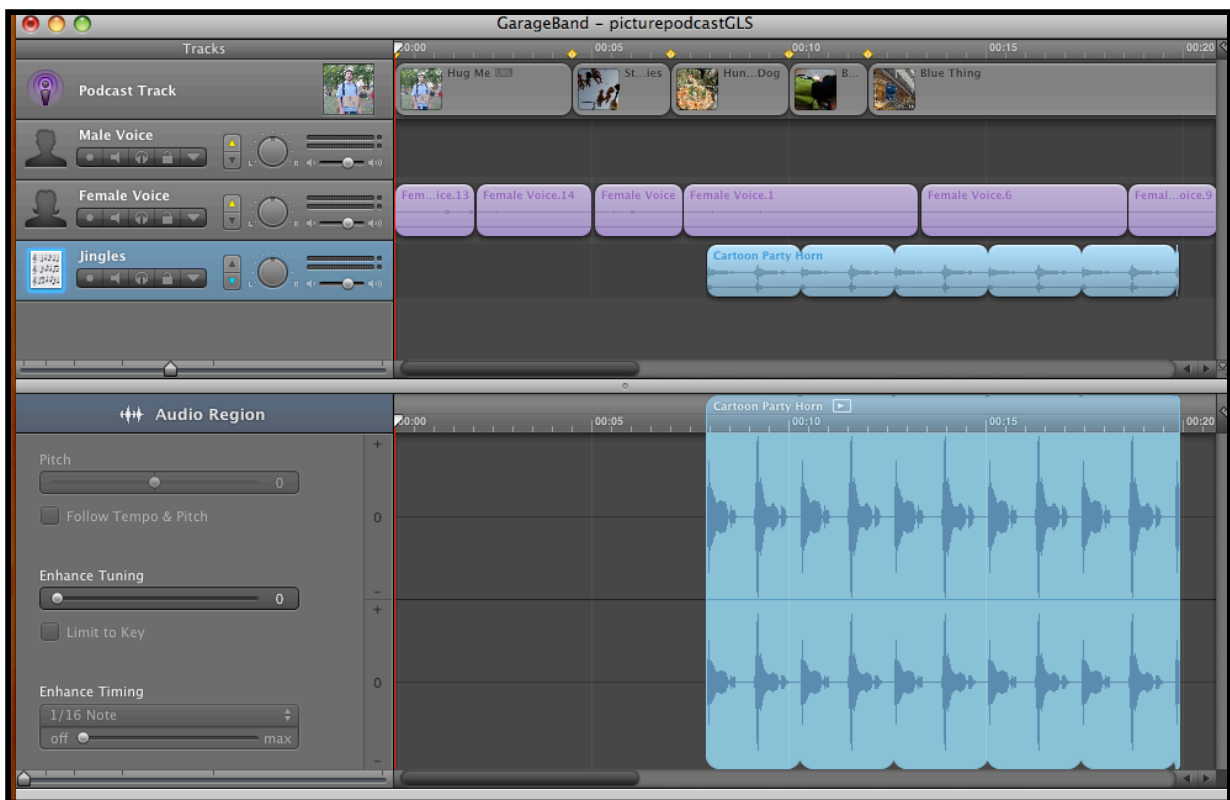 GarageBand – picturepodcastGLS
Tracks
00:00 00:05 00:10 00:15 00:20
Podcast Track
Hug Me St...ies Hun...Dog B... Blue Thing
Male Voice
L R
Female Voice
L R
Fem...ice.13 Female Voice.14 Female Voice Female Voice.1 Female Voice.6 Femal...oice.9
Jingles
L R
Cartoon Party Horn
Audio Region
Cartoon Party Horn
00:00 00:05 00:10 00:15 00:20
Pitch
0
Follow Tempo & Pitch
Enhance Tuning
0
Limit to Key
Enhance Timing
1/16 Note
off max
+
0
–
+
0
–